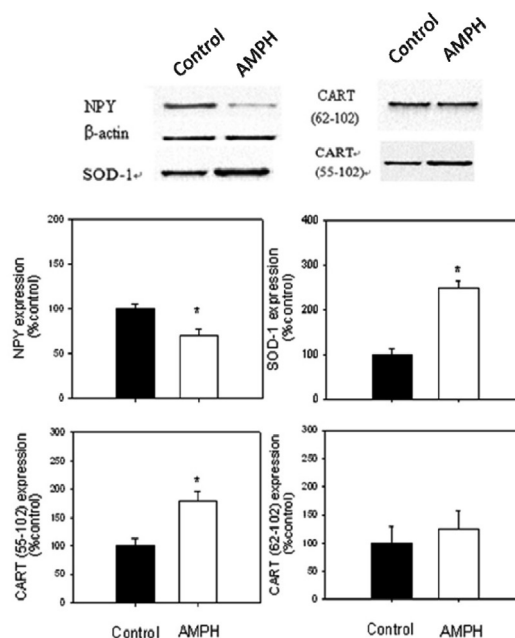 Control AMPH
Control AMPH
NPY
β-actin
SOD-1↵
CART
(62-102)
CART↵
(55-102)↵
NPY expression
(%control)
200
150
100
50
0
*
SOD-1 expression
(%control)
400
300
200
100
0
*
CART (55-102) expression
(%control)
300
250
200
150
100
50
0
*
Control AMPH
CART (62-102) expression
(%control)
300
250
200
150
100
50
0
Control AMPH